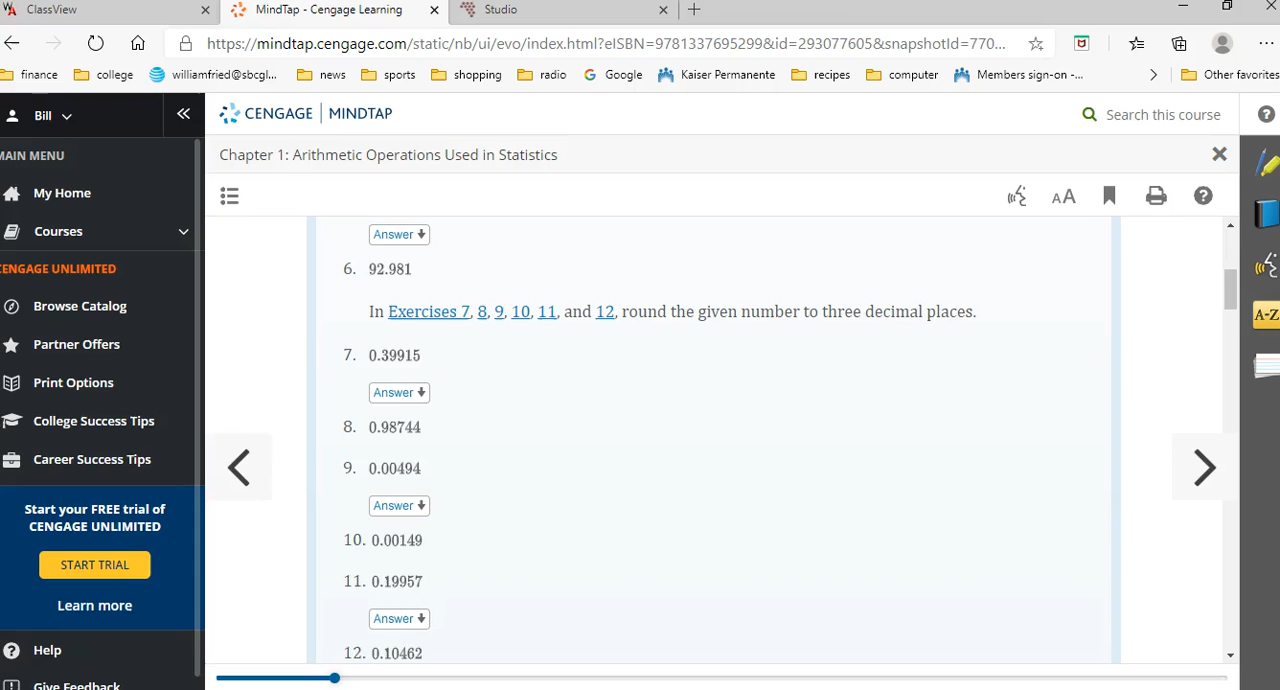 ClassView
MindTap - Cengage Learning
Studio
https://mindtap.cengage.com/static/nb/ui/evo/index.html?eISBN=9781337695299&id=293077605&snapshotId=770...
finance college williamfried@sbcgl... news sports shopping radio Google Kaiser Permanente recipes computer Members sign-on -... Other favorites
Bill
CENGAGE | MINDTAP
Search this course
MAIN MENU
Chapter 1: Arithmetic Operations Used in Statistics
My Home
AA
Courses
Answer
CENGAGE UNLIMITED
6. 92.981
Browse Catalog
In Exercises 7, 8, 9, 10, 11, and 12, round the given number to three decimal places.
A-Z
Partner Offers
7. 0.39915
Print Options
Answer
College Success Tips
8. 0.98744
Career Success Tips
9. 0.00494
Start your FREE trial of
CENGAGE UNLIMITED
Answer
START TRIAL
10. 0.00149
Learn more
11. 0.19957
Answer
Help
12. 0.10462
Give Feedback